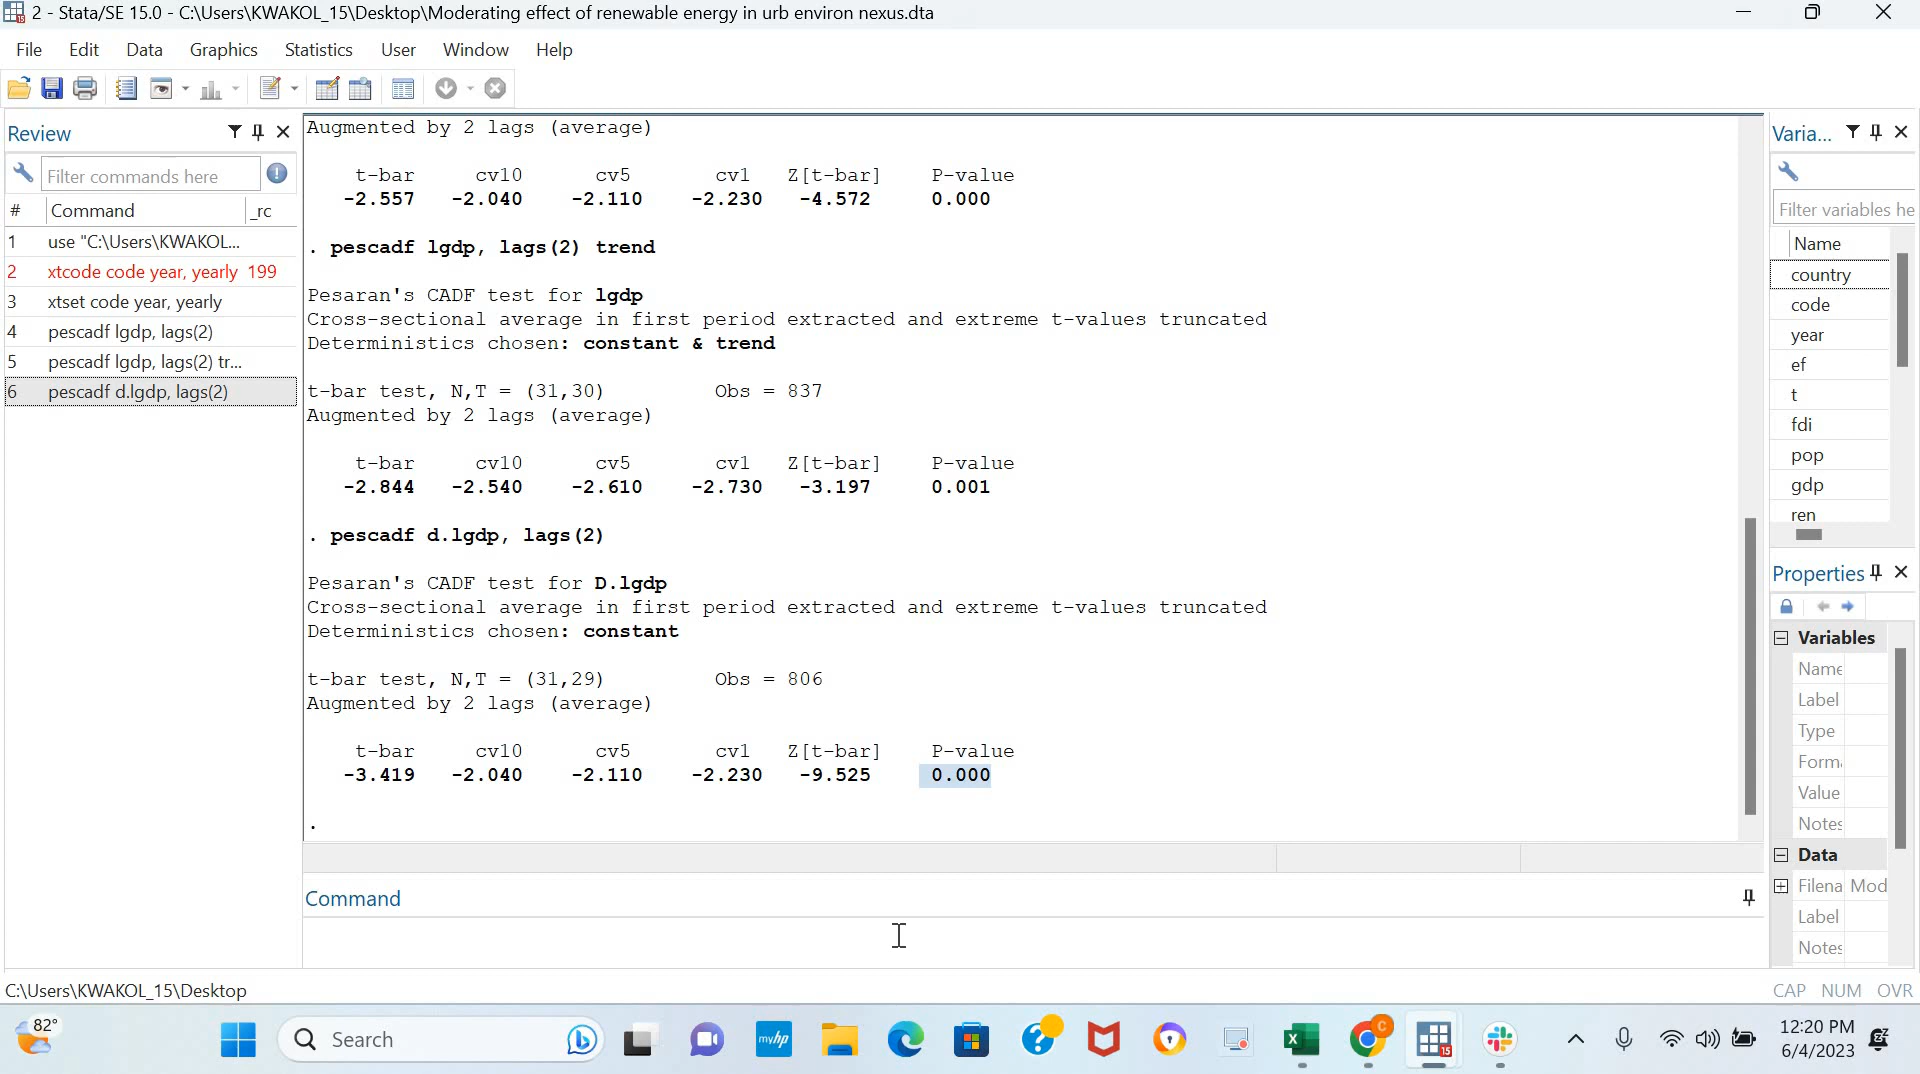 2 - Stata/SE 15.0 - C:\Users\KWAKOL_15\Desktop\Moderating effect of renewable energy in urb environ nexus.dta
File Edit Data Graphics Statistics User Window Help
Review
Filter commands here
# Command _rc
1 use "C:\Users\KWAKOL...
2 xtcode code year, yearly 199
3 xtset code year, yearly
4 pescadf lgdp, lags(2)
5 pescadf lgdp, lags(2) tr...
6 pescadf d.lgdp, lags(2)
Augmented by 2 lags (average)
t-bar cv10 cv5 cv1 Z[t-bar] P-value
-2.557 -2.040 -2.110 -2.230 -4.572 0.000
. pescadf lgdp, lags(2) trend
Pesaran's CADF test for lgdp
Cross-sectional average in first period extracted and extreme t-values truncated
Deterministics chosen: constant & trend
t-bar test, N,T = (31,30) Obs = 837
Augmented by 2 lags (average)
t-bar cv10 cv5 cv1 Z[t-bar] P-value
-2.844 -2.540 -2.610 -2.730 -3.197 0.001
. pescadf d.lgdp, lags(2)
Pesaran's CADF test for D.lgdp
Cross-sectional average in first period extracted and extreme t-values truncated
Deterministics chosen: constant
t-bar test, N,T = (31,29) Obs = 806
Augmented by 2 lags (average)
t-bar cv10 cv5 cv1 Z[t-bar] P-value
-3.419 -2.040 -2.110 -2.230 -9.525 0.000
.
Command
Varia...
Filter variables he
Name
country
code
year
ef
t
fdi
pop
gdp
ren
Properties
Variables
Name
Label
Type
Form
Value
Notes
Data
Filena Mod
Label
Notes
C:\Users\KWAKOL_15\Desktop
CAP NUM OVR
82°
Search
myhp
15
12:20 PM
6/4/2023